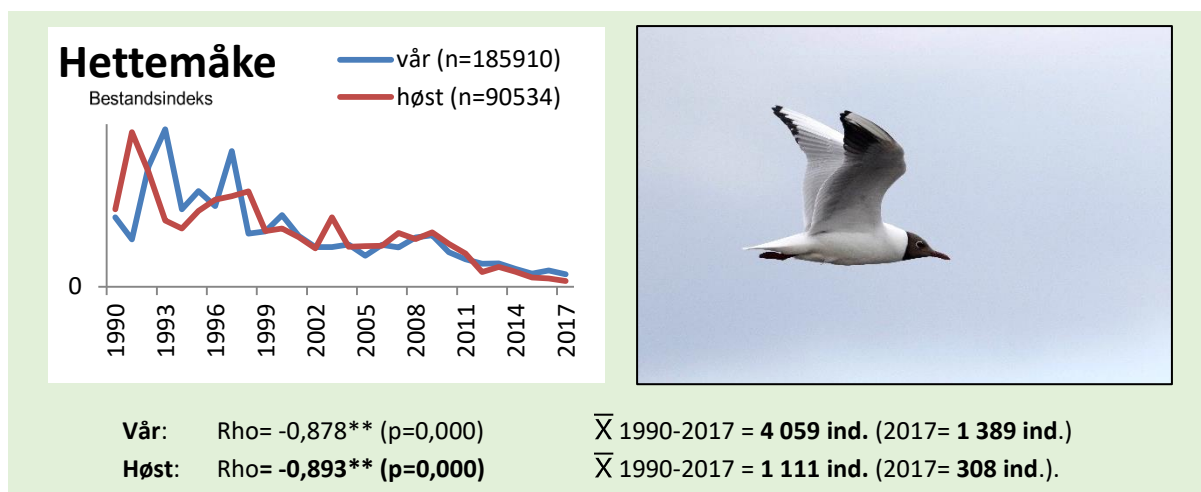 Hettemåke
Bestandsindeks
vår (n=185910)
høst (n=90534)
0
1990
1993
1996
1999
2002
2005
2008
2011
2014
2017
Vår: Rho= -0,878** (p=0,000) X̅ 1990-2017 = 4 059 ind. (2017= 1 389 ind.)
Høst: Rho= -0,893** (p=0,000) X̅ 1990-2017 = 1 111 ind. (2017= 308 ind.).